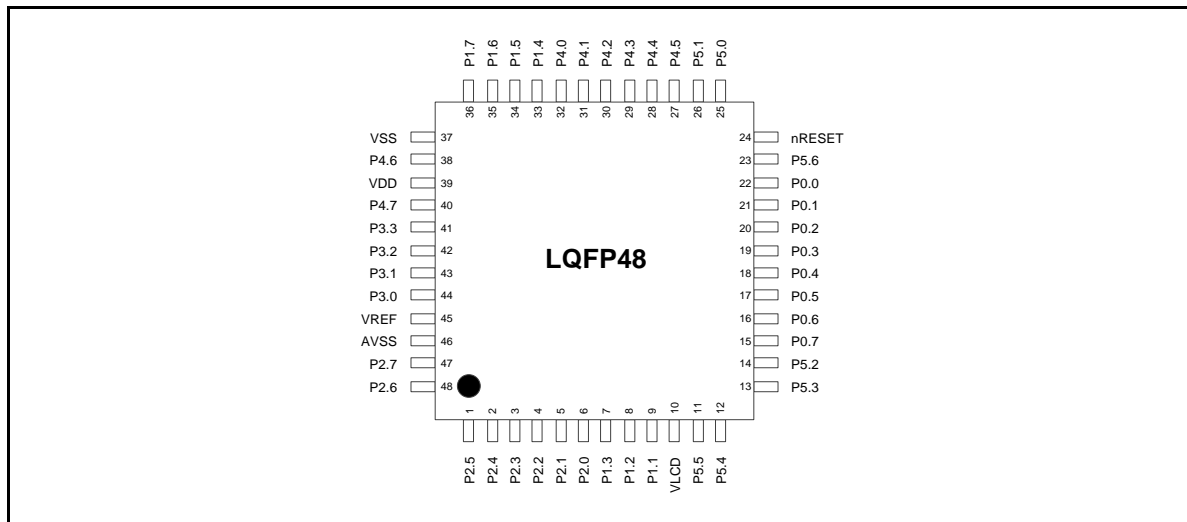 P1.7 P1.6 P1.5 P1.4 P4.0 P4.1 P4.2 P4.3 P4.4 P4.5 P5.1 P5.0
36 35 34 33 32 31 30 29 28 27 26 25
VSS 37 24 nRESET
P4.6 38 23 P5.6
VDD 39 22 P0.0
P4.7 40 21 P0.1
P3.3 41 20 P0.2
P3.2 42 19 P0.3
LQFP48
P3.1 43 18 P0.4
P3.0 44 17 P0.5
VREF 45 16 P0.6
AVSS 46 15 P0.7
P2.7 47 14 P5.2
P2.6 48 13 P5.3
1 2 3 4 5 6 7 8 9 10 11 12
P2.5 P2.4 P2.3 P2.2 P2.1 P2.0 P1.3 P1.2 P1.1 VLCD P5.5 P5.4